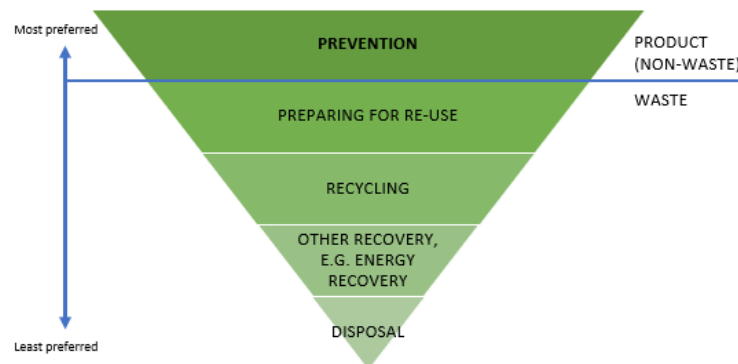 Most preferred
PREVENTION
PRODUCT
(NON-WASTE)
WASTE
PREPARING FOR RE-USE
RECYCLING
OTHER RECOVERY,
E.G. ENERGY
RECOVERY
DISPOSAL
Least preferred